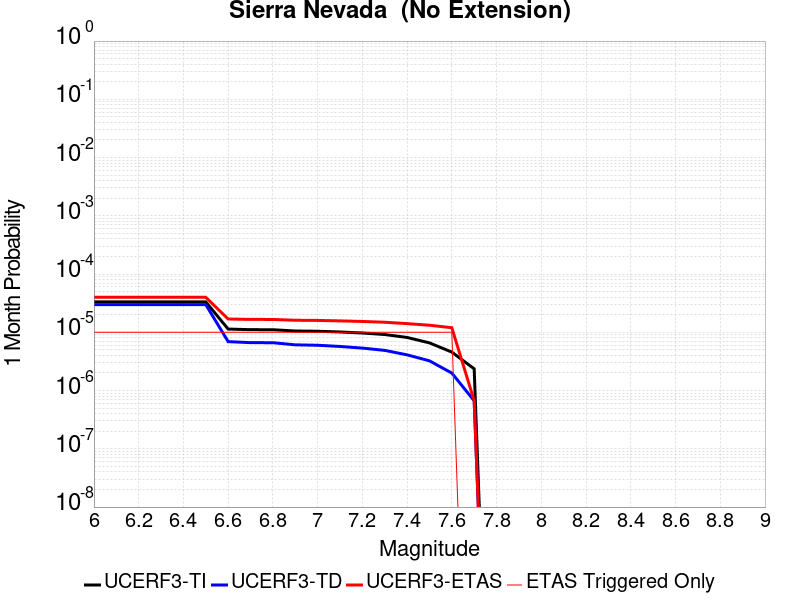 Sierra Nevada  (No Extension)
1 Month Probability
10^0
10^-1
10^-2
10^-3
10^-4
10^-5
10^-6
10^-7
10^-8
6 6.2 6.4 6.6 6.8 7 7.2 7.4 7.6 7.8 8 8.2 8.4 8.6 8.8 9
Magnitude
UCERF3-TI UCERF3-TD UCERF3-ETAS ETAS Triggered Only